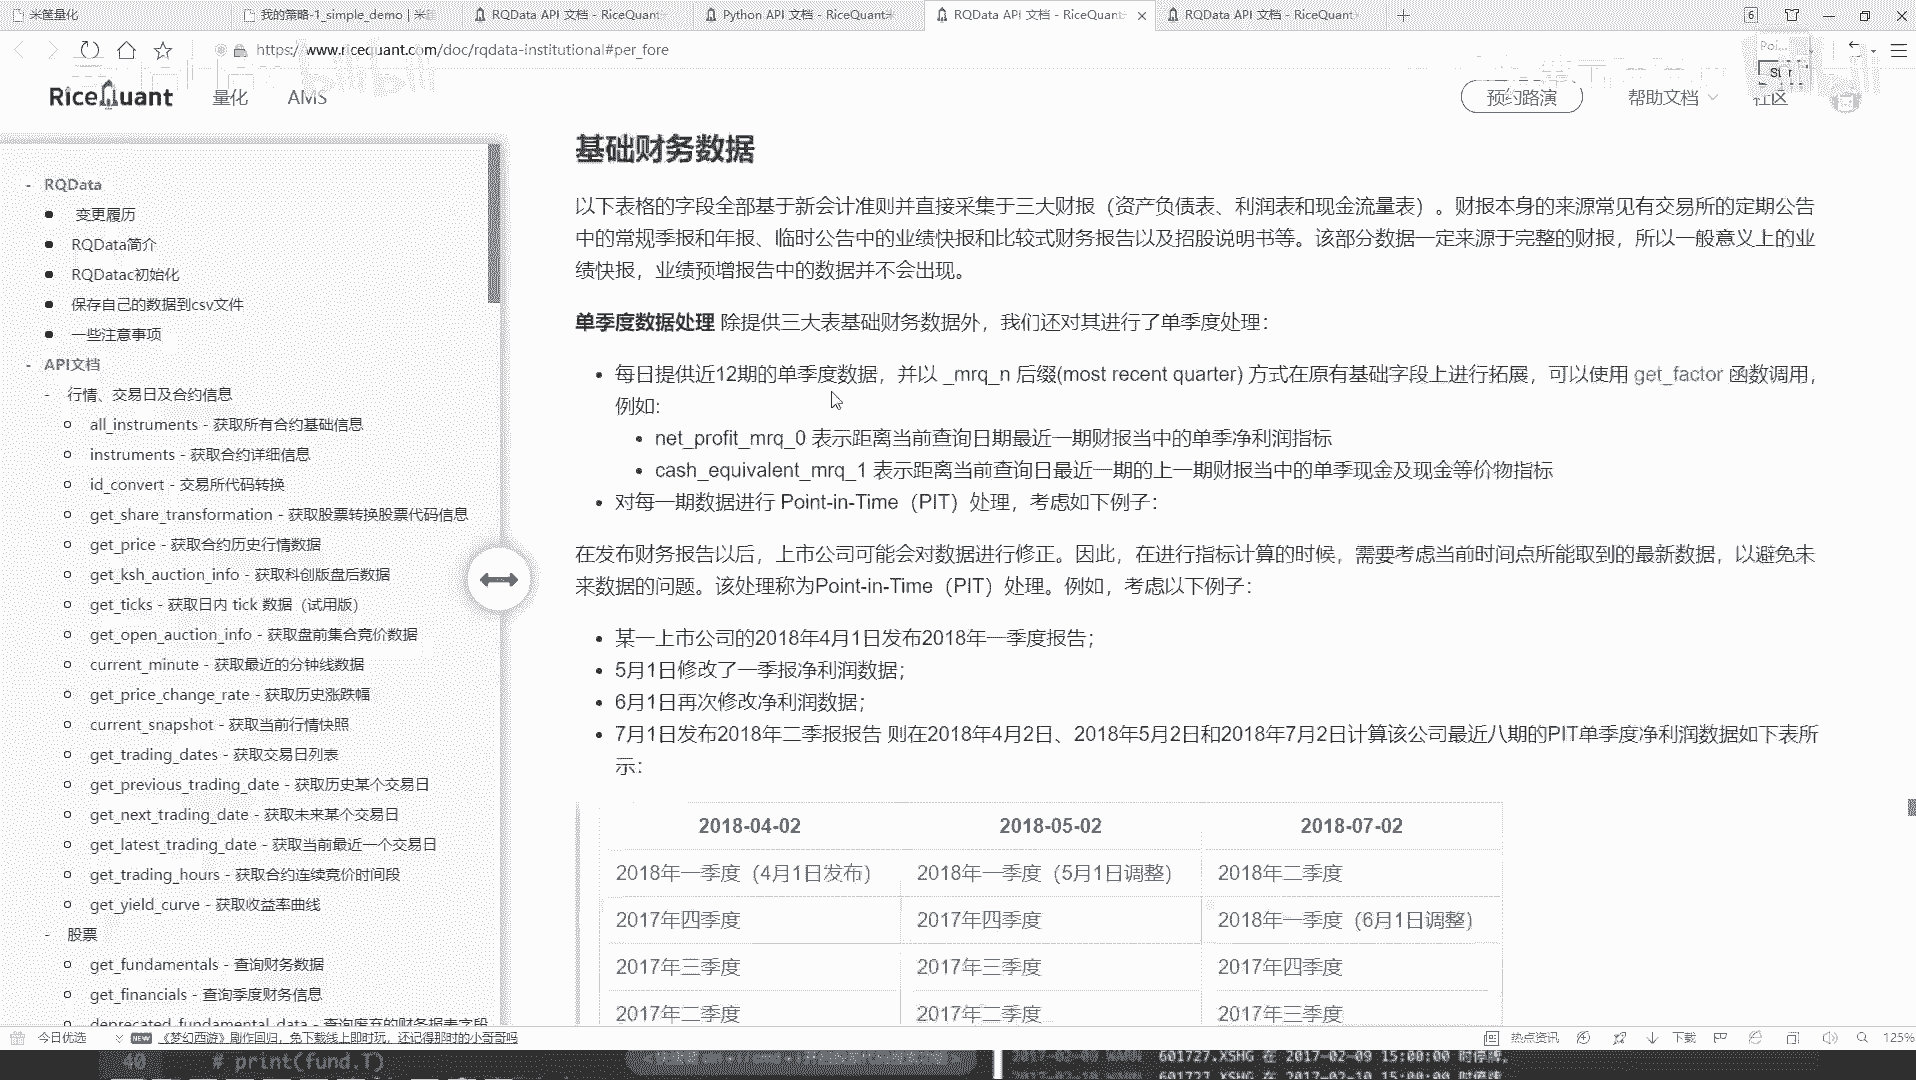 米筐量化
我的策略-1_simple_demo | 米筐
RQData API 文档 - RiceQuant
Python API 文档 - RiceQuant
RQData API 文档 - RiceQuant
RQData API 文档 - RiceQuant
6
https://www.ricequant.com/doc/rqdata-institutional#per_fore
RiceQuant
量化
AMS
预约路演
帮助文档
社区
RQData
变更履历
RQData简介
RQDatac初始化
保存自己的数据到csv文件
一些注意事项
API文档
行情、交易日及合约信息
all_instruments - 获取所有合约基础信息
instruments - 获取合约详细信息
id_convert - 交易所代码转换
get_share_transformation - 获取股票转换股票代码信息
get_price - 获取合约历史行情数据
get_ksh_auction_info - 获取科创版盘后数据
get_ticks - 获取日内 tick 数据（试用版）
get_open_auction_info - 获取盘前集合竞价数据
current_minute - 获取最近的分钟线数据
get_price_change_rate - 获取历史涨跌幅
current_snapshot - 获取当前行情快照
get_trading_dates - 获取交易日列表
get_previous_trading_date - 获取历史某个交易日
get_next_trading_date - 获取未来某个交易日
get_latest_trading_date - 获取当前最近一个交易日
get_trading_hours - 获取合约连续竞价时间段
get_yield_curve - 获取收益率曲线
股票
get_fundamentals - 查询财务数据
get_financials - 查询季度财务信息
deprecated_fundamental_data - 查询废弃的财务报表字段
基础财务数据
以下表格的字段全部基于新会计准则并直接采集于三大财报（资产负债表、利润表和现金流量表）。财报本身的来源常见有交易所的定期公告
中的常规季报和年报、临时公告中的业绩快报和比较式财务报告以及招股说明书等。该部分数据一定来源于完整的财报，所以一般意义上的业
绩快报，业绩预增报告中的数据并不会出现。
单季度数据处理 除提供三大表基础财务数据外，我们还对其进行了单季度处理：
每日提供近12期的单季度数据，并以 _mrq_n 后缀(most recent quarter) 方式在原有基础字段上进行拓展，可以使用 get_factor 函数调用，
例如:
net_profit_mrq_0 表示距离当前查询日期最近一期财报当中的单季净利润指标
cash_equivalent_mrq_1 表示距离当前查询日最近一期的上一期财报当中的单季现金及现金等价物指标
对每一期数据进行 Point-in-Time（PIT）处理，考虑如下例子：
在发布财务报告以后，上市公司可能会对数据进行修正。因此，在进行指标计算的时候，需要考虑当前时间点所能取到的最新数据，以避免未
来数据的问题。该处理称为Point-in-Time（PIT）处理。例如，考虑以下例子：
某一上市公司的2018年4月1日发布2018年一季度报告；
5月1日修改了一季报净利润数据；
6月1日再次修改净利润数据；
7月1日发布2018年二季报报告 则在2018年4月2日、2018年5月2日和2018年7月2日计算该公司最近八期的PIT单季度净利润数据如下表所
示：
2018-04-02 2018-05-02 2018-07-02
2018年一季度（4月1日发布） 2018年一季度（5月1日调整） 2018年二季度
2017年四季度 2017年四季度 2018年一季度（6月1日调整）
2017年三季度 2017年三季度 2017年四季度
2017年二季度 2017年二季度 2017年三季度
今日优选
NEW 《梦幻西游》剧作回归，免下载线上即时玩，还记得那时的小哥哥吗
热点资讯
下载
125%
40 # print(fund.T)
601727.XSHG 在 2017-02-09 15:00:00 时停牌。
601727.XSHG 在 2017-02-10 15:00:00 时停牌。